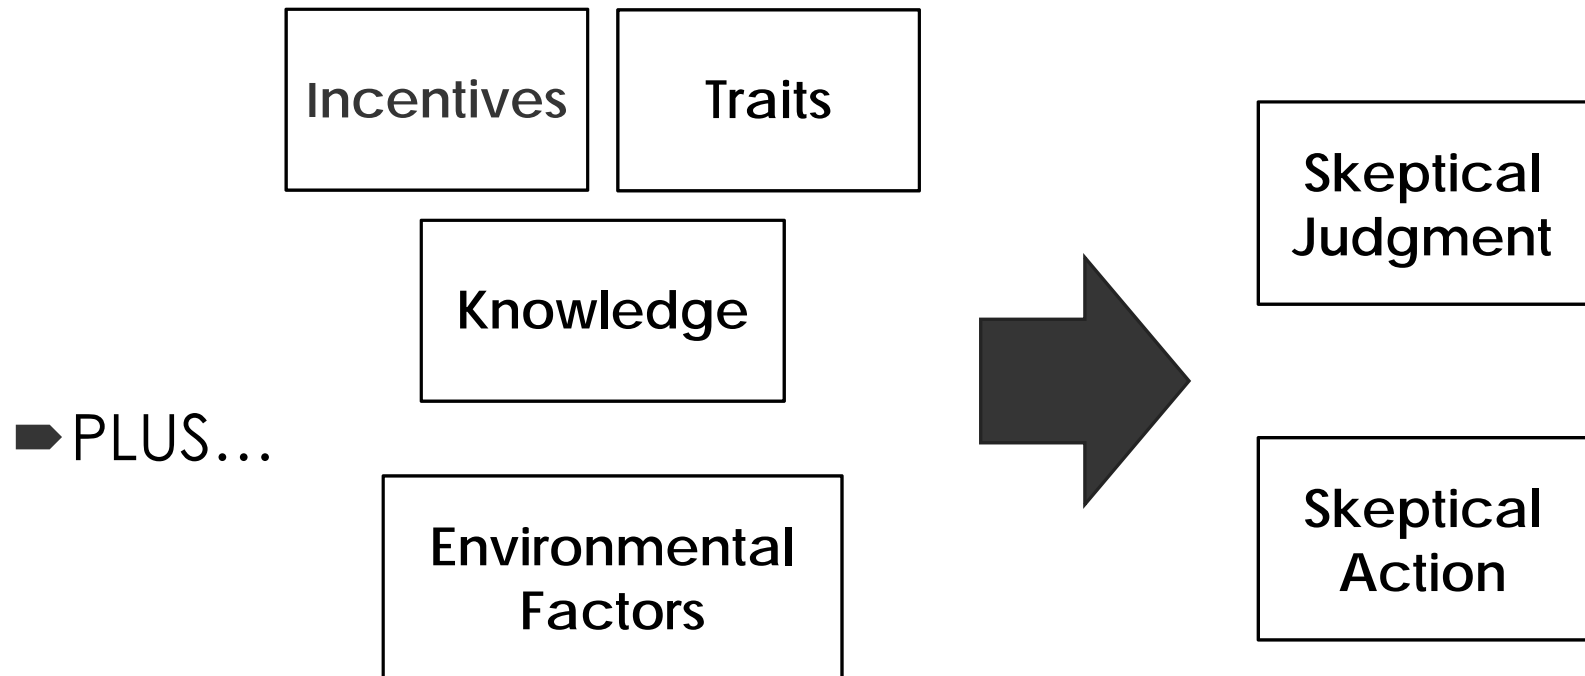 Incentives
Traits
Knowledge
PLUS...
Environmental
Factors
Skeptical
Judgment
Skeptical
Action